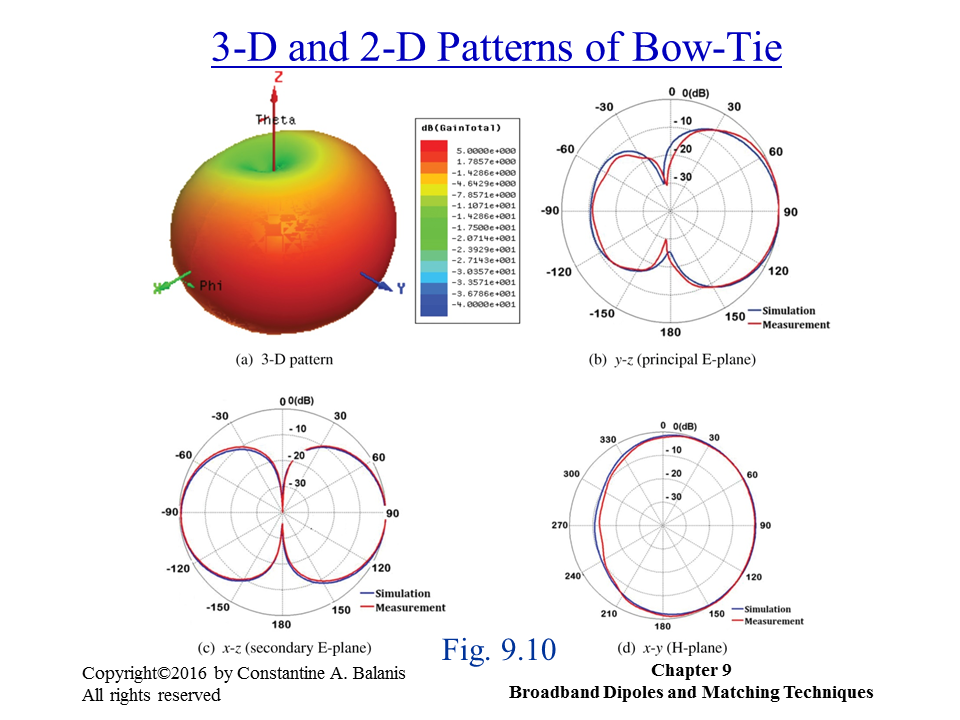 3-D and 2-D Patterns of Bow-Tie
Z
Theta
Phi
Y
dB(GainTotal)
5.0000e+000
1.7857e+000
-1.4286e+000
-4.6429e+000
-7.8571e+000
-1.1071e+001
-1.4286e+001
-1.7500e+001
-2.0714e+001
-2.3929e+001
-2.7143e+001
-3.0357e+001
-3.3571e+001
-3.6786e+001
-4.0000e+001
(a) 3-D pattern
0 0(dB)
-30 30
- 10
-60 - 20 60
- 30
-90 90
-120 120
-150 150
180
Simulation
Measurement
(b) y-z (principal E-plane)
0 0(dB)
-30 30
- 10
-60 - 20 60
- 30
-90 90
-120 120
-150 150
180
Simulation
Measurement
(c) x-z (secondary E-plane)
0 0(dB)
330 30
- 10
300 - 20 60
- 30
270 90
240 120
210 150
180
Simulation
Measurement
(d) x-y (H-plane)
Fig. 9.10
Copyright©2016 by Constantine A. Balanis
All rights reserved
Chapter 9
Broadband Dipoles and Matching Techniques